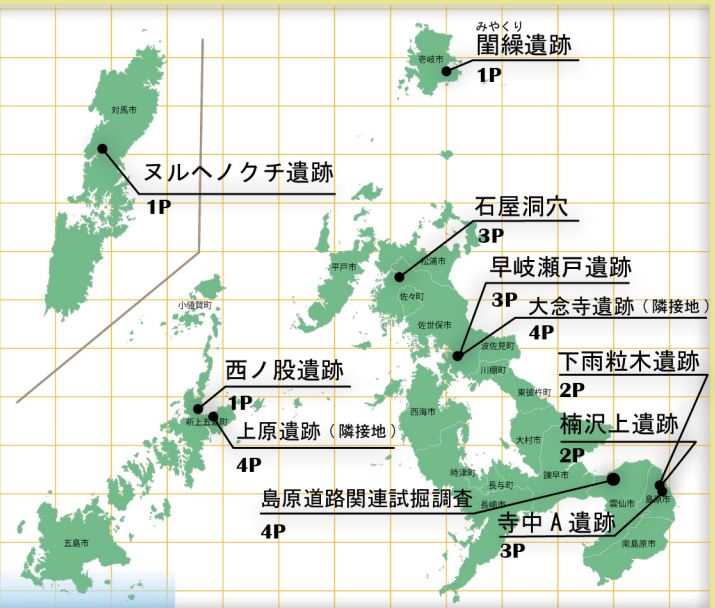 みやくり
閨繰遺跡
1P
壱岐市
対馬市
ヌルヘノクチ遺跡
1P
石屋洞穴
3P
松浦市
平戸市
早岐瀬戸遺跡
3P
佐々町
小値賀町
大念寺遺跡(隣接地)
4P
佐世保市
波佐見町
川棚町
下雨粒木遺跡
2P
西ノ股遺跡
1P
東彼杵町
西海市
新上五島町
楠沢上遺跡
2P
上原遺跡(隣接地)
4P
大村市
時津町
諫早市
長与町
島原道路関連試掘調査
4P
長崎市
雲仙市
島原市
寺中A遺跡
3P
五島市
南島原市